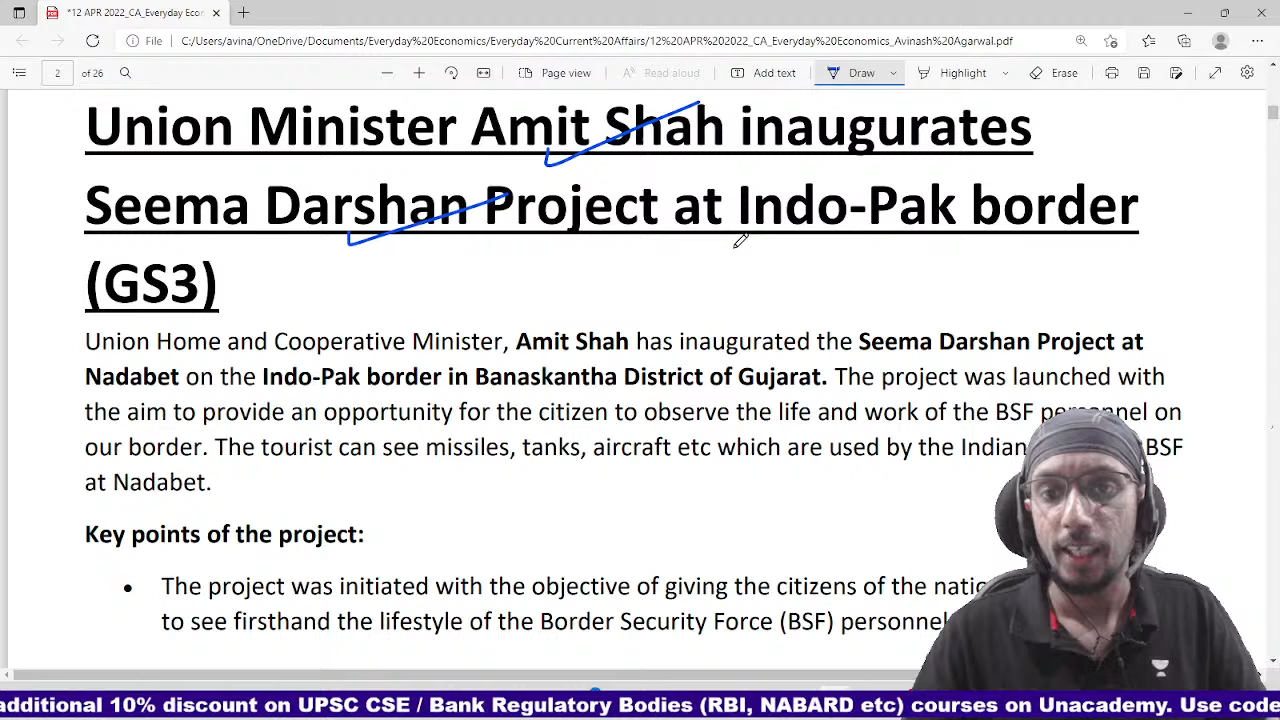 *12 APR 2022_CA_Everyday Econ
File C:/Users/avina/OneDrive/Documents/Everyday%20Economics/Everyday%20Current%20Affairs/12%20APR%202022_CA_Everyday%20Economics_Avinash%20Agarwal.pdf
2 of 26 Page view Read aloud Add text Draw Highlight Erase
Union Minister Amit Shah inaugurates
Seema Darshan Project at Indo-Pak border
(GS3)
Union Home and Cooperative Minister, Amit Shah has inaugurated the Seema Darshan Project at
Nadabet on the Indo-Pak border in Banaskantha District of Gujarat. The project was launched with
the aim to provide an opportunity for the citizen to observe the life and work of the BSF personnel on
our border. The tourist can see missiles, tanks, aircraft etc which are used by the Indian BSF
at Nadabet.
Key points of the project:
• The project was initiated with the objective of giving the citizens of the natio
to see firsthand the lifestyle of the Border Security Force (BSF) personnel
additional 10% discount on UPSC CSE / Bank Regulatory Bodies (RBI, NABARD etc) courses on Unacademy. Use code